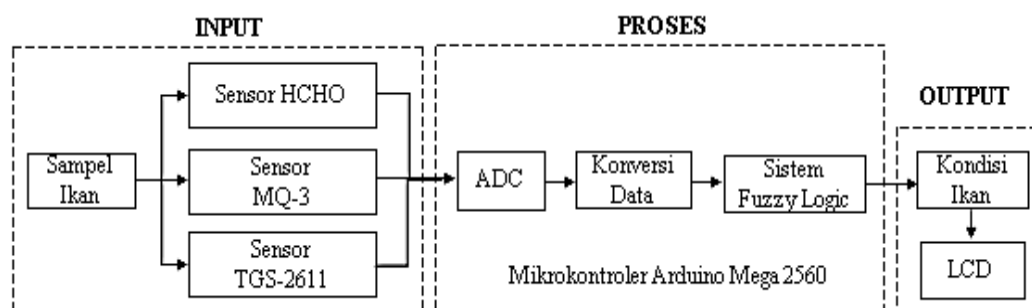 INPUT
PROSES
OUTPUT
Sensor HCHO
Sampel
Ikan
Sensor
MQ-3
Sensor
TGS-2611
ADC
Konversi
Data
Sistem
Fuzzy Logic
Mikrokontroler Arduino Mega 2560
Kondisi
Ikan
LCD